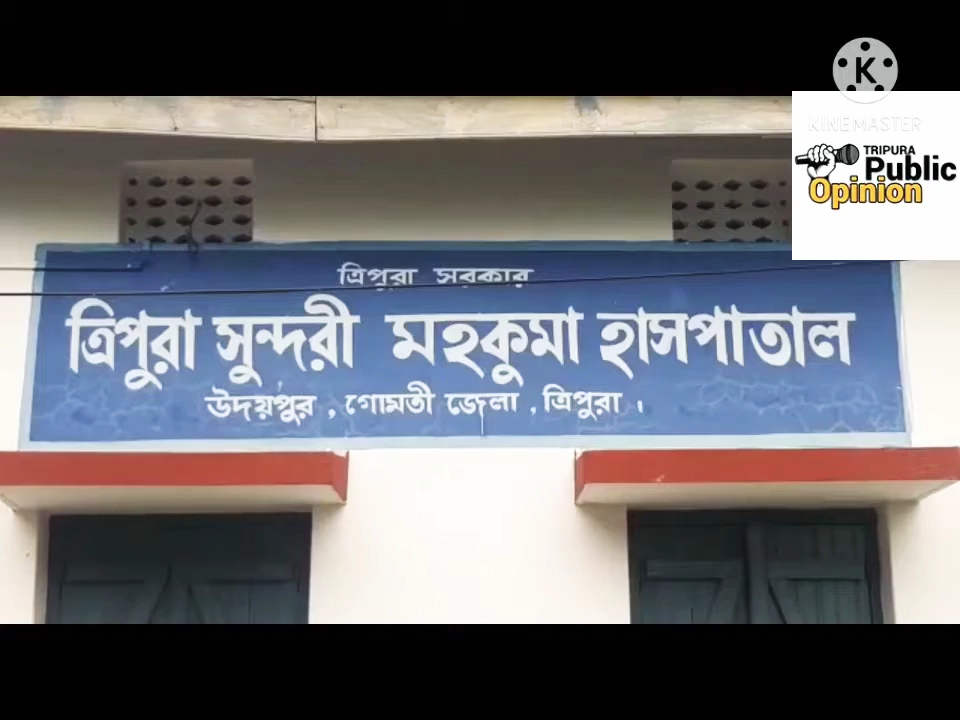 K
KINEMASTER
TRIPURA
Public
Opinion
ত্রিপুরা সরকার
ত্রিপুরা সুন্দরী মহকুমা হাসপাতাল
উদয়পুর , গোমতী জেলা , ত্রিপুরা ।